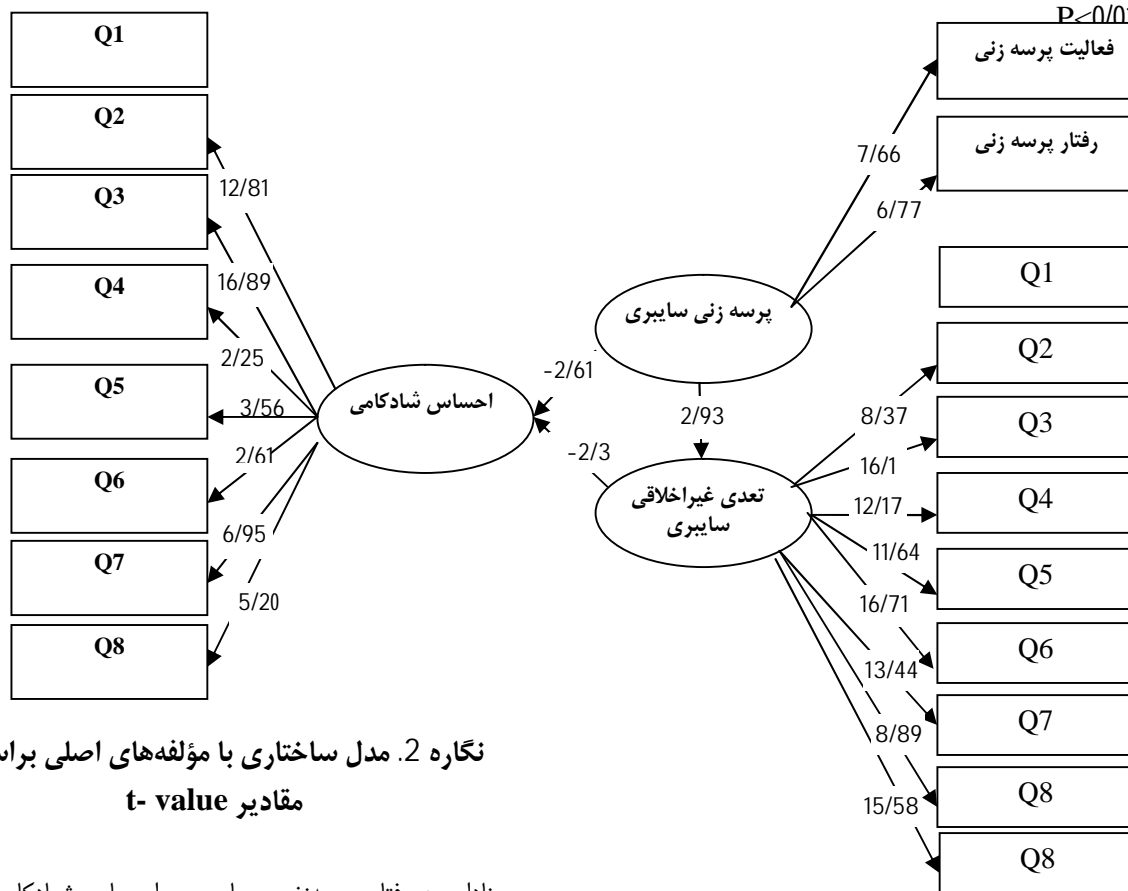 P<0/0
Q1
Q2
Q3
Q4
Q5
Q6
Q7
Q8
12/81
16/89
2/25
3/56
2/61
6/95
5/20
احساس شادکامی
-2/61
-2/3
پرسه زنی سایبری
2/93
تعدی غیراخلاقی
سایبری
7/66
6/77
فعالیت پرسه زنی
رفتار پرسه زنی
8/37
16/1
12/17
11/64
16/71
13/44
8/89
15/58
Q1
Q2
Q3
Q4
Q5
Q6
Q7
Q8
Q8
نگاره 2. مدل ساختاری با مؤلفه‌های اصلی
مقادیر t- value